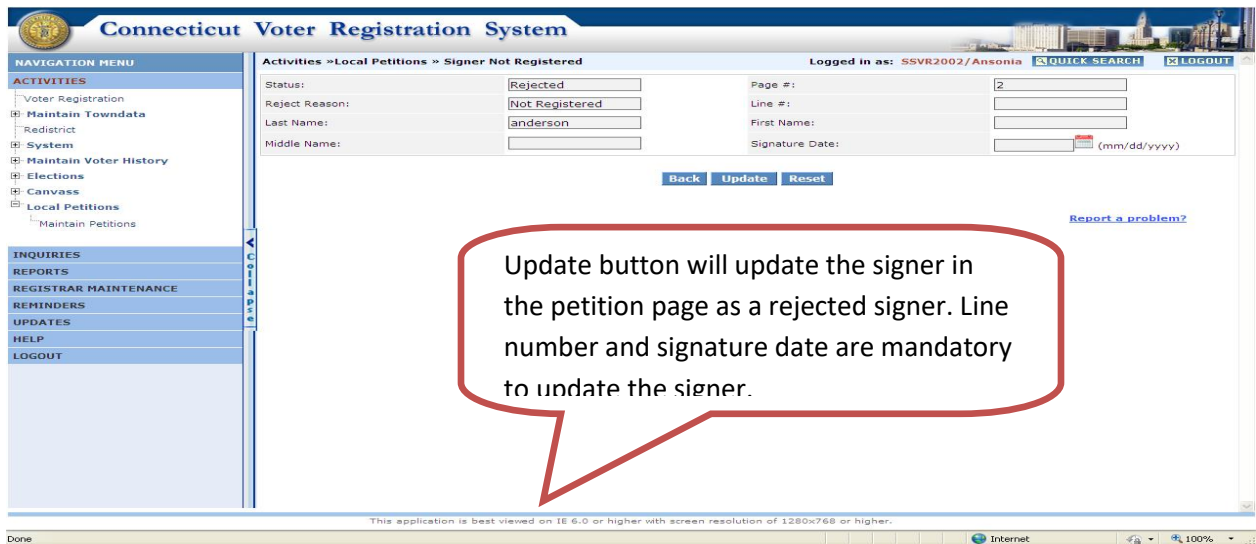 Connecticut Voter Registration System
NAVIGATION MENU
Activities »Local Petitions » Signer Not Registered
Logged in as: SSVR2002/Ansonia
QUICK SEARCH
LOGOUT
ACTIVITIES
Voter Registration
Maintain Towndata
Redistrict
System
Maintain Voter History
Elections
Canvass
Local Petitions
Maintain Petitions
INQUIRIES
REPORTS
REGISTRAR MAINTENANCE
REMINDERS
UPDATES
HELP
LOGOUT
Collapse
Status: Rejected Page #: 2
Reject Reason: Not Registered Line #:
Last Name: anderson First Name:
Middle Name: Signature Date: (mm/dd/yyyy)
Back Update Reset
Report a problem?
Update button will update the signer in
the petition page as a rejected signer. Line
number and signature date are mandatory
to update the signer.
This application is best viewed on IE 6.0 or higher with screen resolution of 1280x768 or higher.
Done Internet 100%